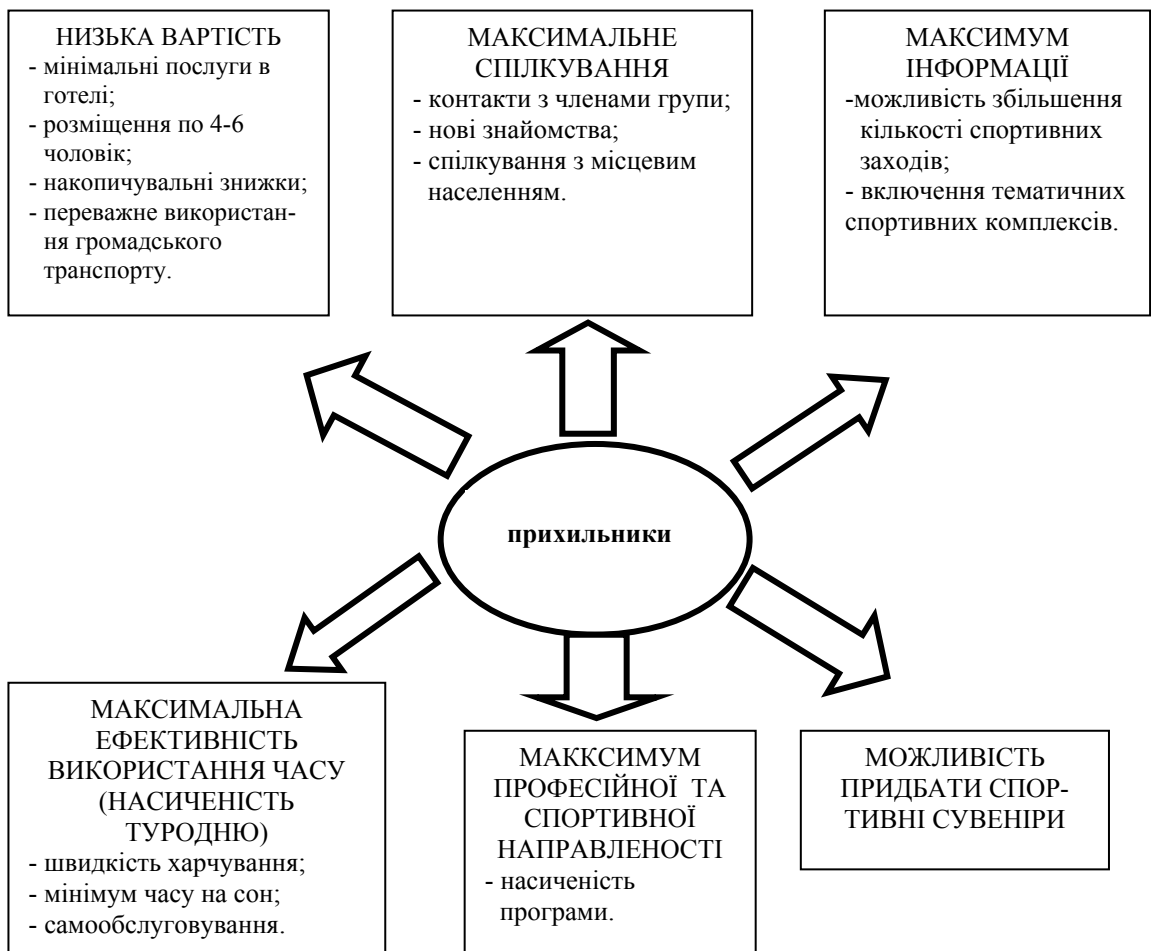 НИЗЬКА ВАРТІСТЬ
- мінімальні послуги в
готелі;
- розміщення по 4-6
чоловік;
- накопичувальні знижки;
- переважне використан-
ня громадського
транспорту.
МАКСИМАЛЬНЕ
СПІЛКУВАННЯ
- контакти з членами групи;
- нові знайомства;
- спілкування з місцевим
населенням.
МАКСИМУМ
ІНФОРМАЦІЇ
-можливість збільшення
кількості спортивних
заходів;
- включення тематичних
спортивних комплексів.
прихильники
МАКСИМАЛЬНА
ЕФЕКТИВНІСТЬ
ВИКОРИСТАННЯ ЧАСУ
(НАСИЧЕНІСТЬ
ТУРОДНЮ)
- швидкість харчування;
- мінімум часу на сон;
- самообслуговування.
МАККСИМУМ
ПРОФЕСІЙНОЇ ТА
СПОРТИВНОЇ
НАПРАВЛЕНОСТІ
- насиченість
програми.
МОЖЛИВІСТЬ
ПРИДБАТИ СПОР-
ТИВНІ СУВЕНІРИ